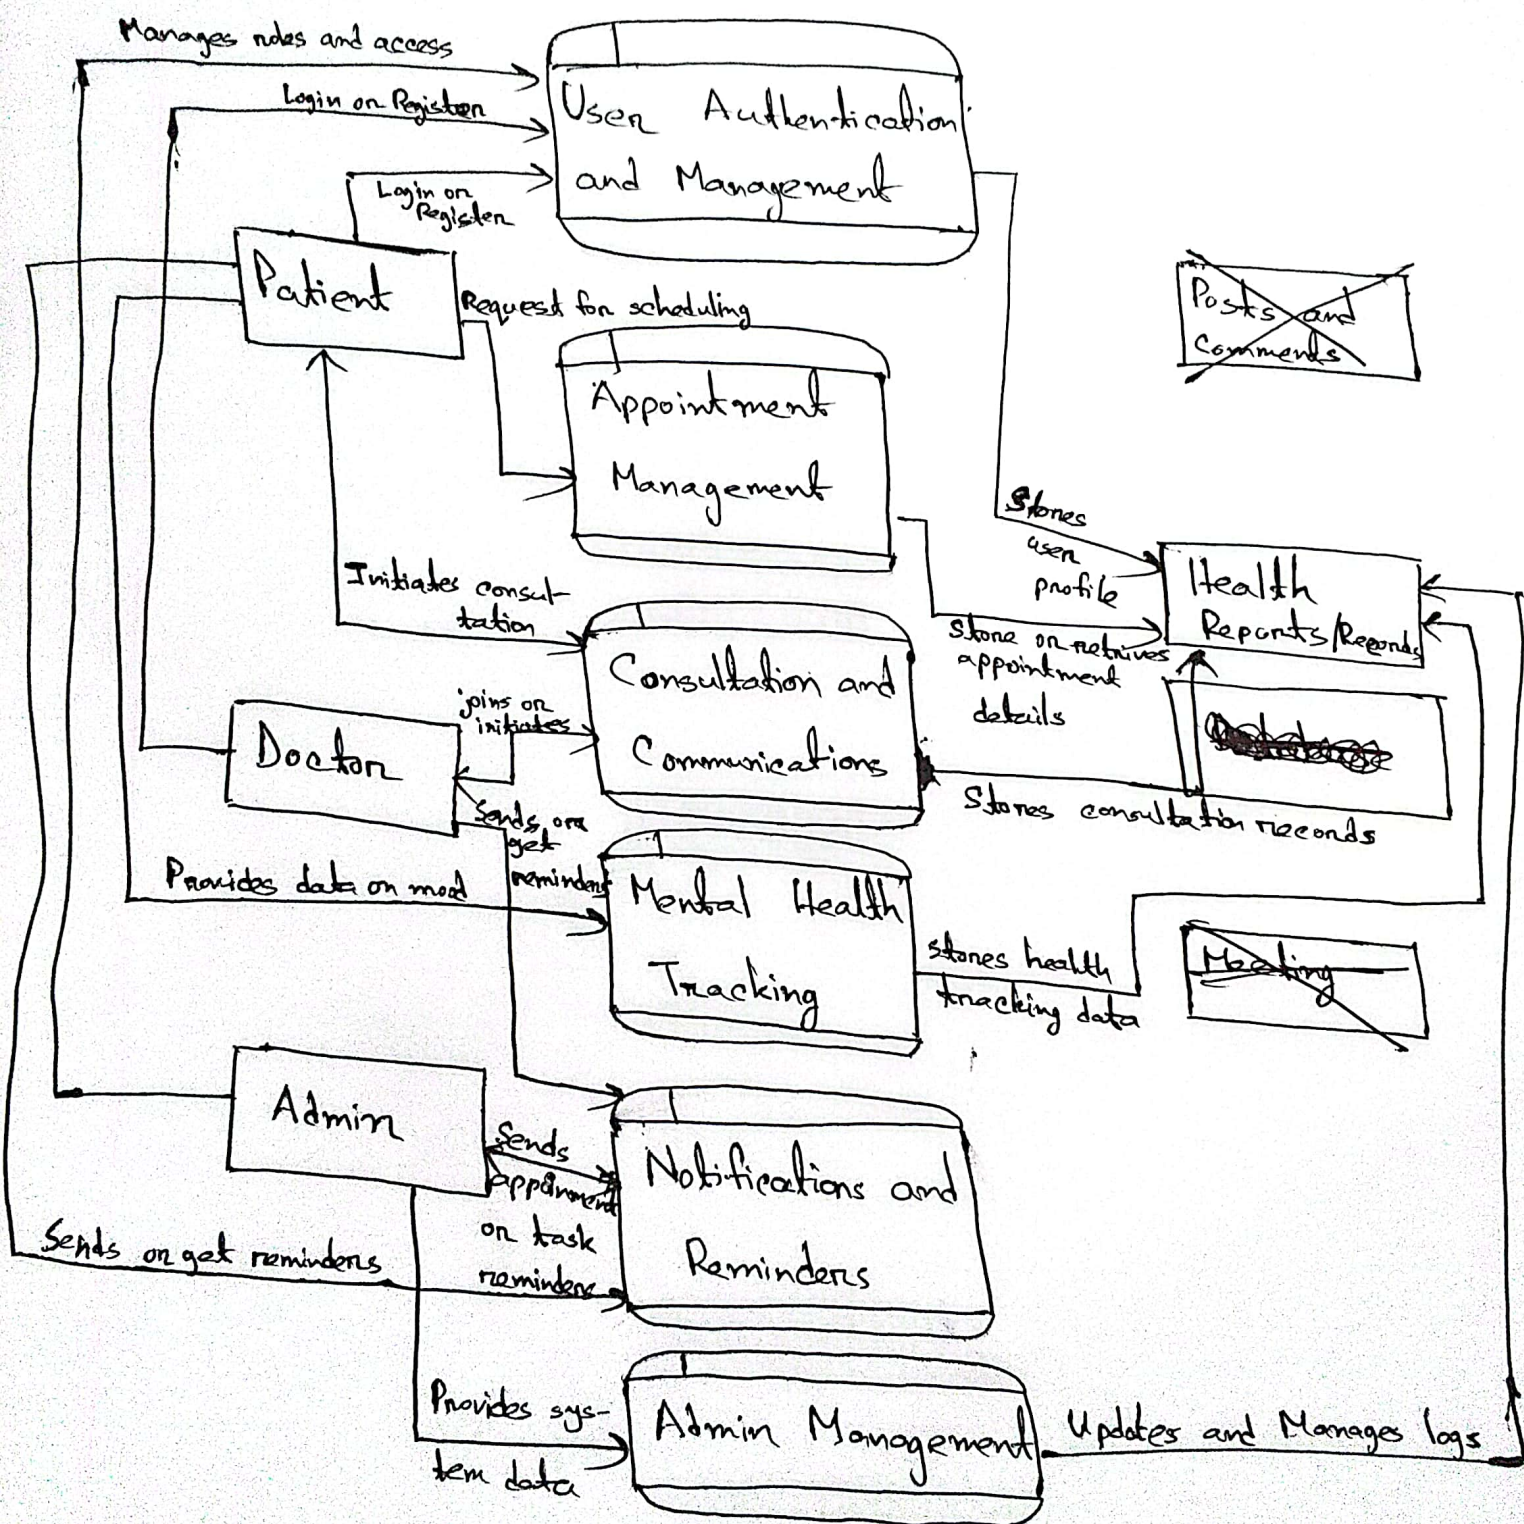 Manages roles and access
Login or Register
User Authentication
and Management
Login or
Register
Patient
Request for scheduling
Posts and
Commends
Appointment
Management
Stores
user
profile
Health
Reports/Records
Initiates consul-
tation
Store or retrives
appointment
details
Consultation and
Communications
joins or
initiates
Doctor
Stores consultation records
Sends or
get
reminders
Provides data on mood
Mental Health
Tracking
stores health
tracking data
Meeting
Admin
Sends
appoinment
or task
reminders
Notifications and
Reminders
Sends or get reminders
Provides sys-
tem data
Admin Management
Updates and Manages logs